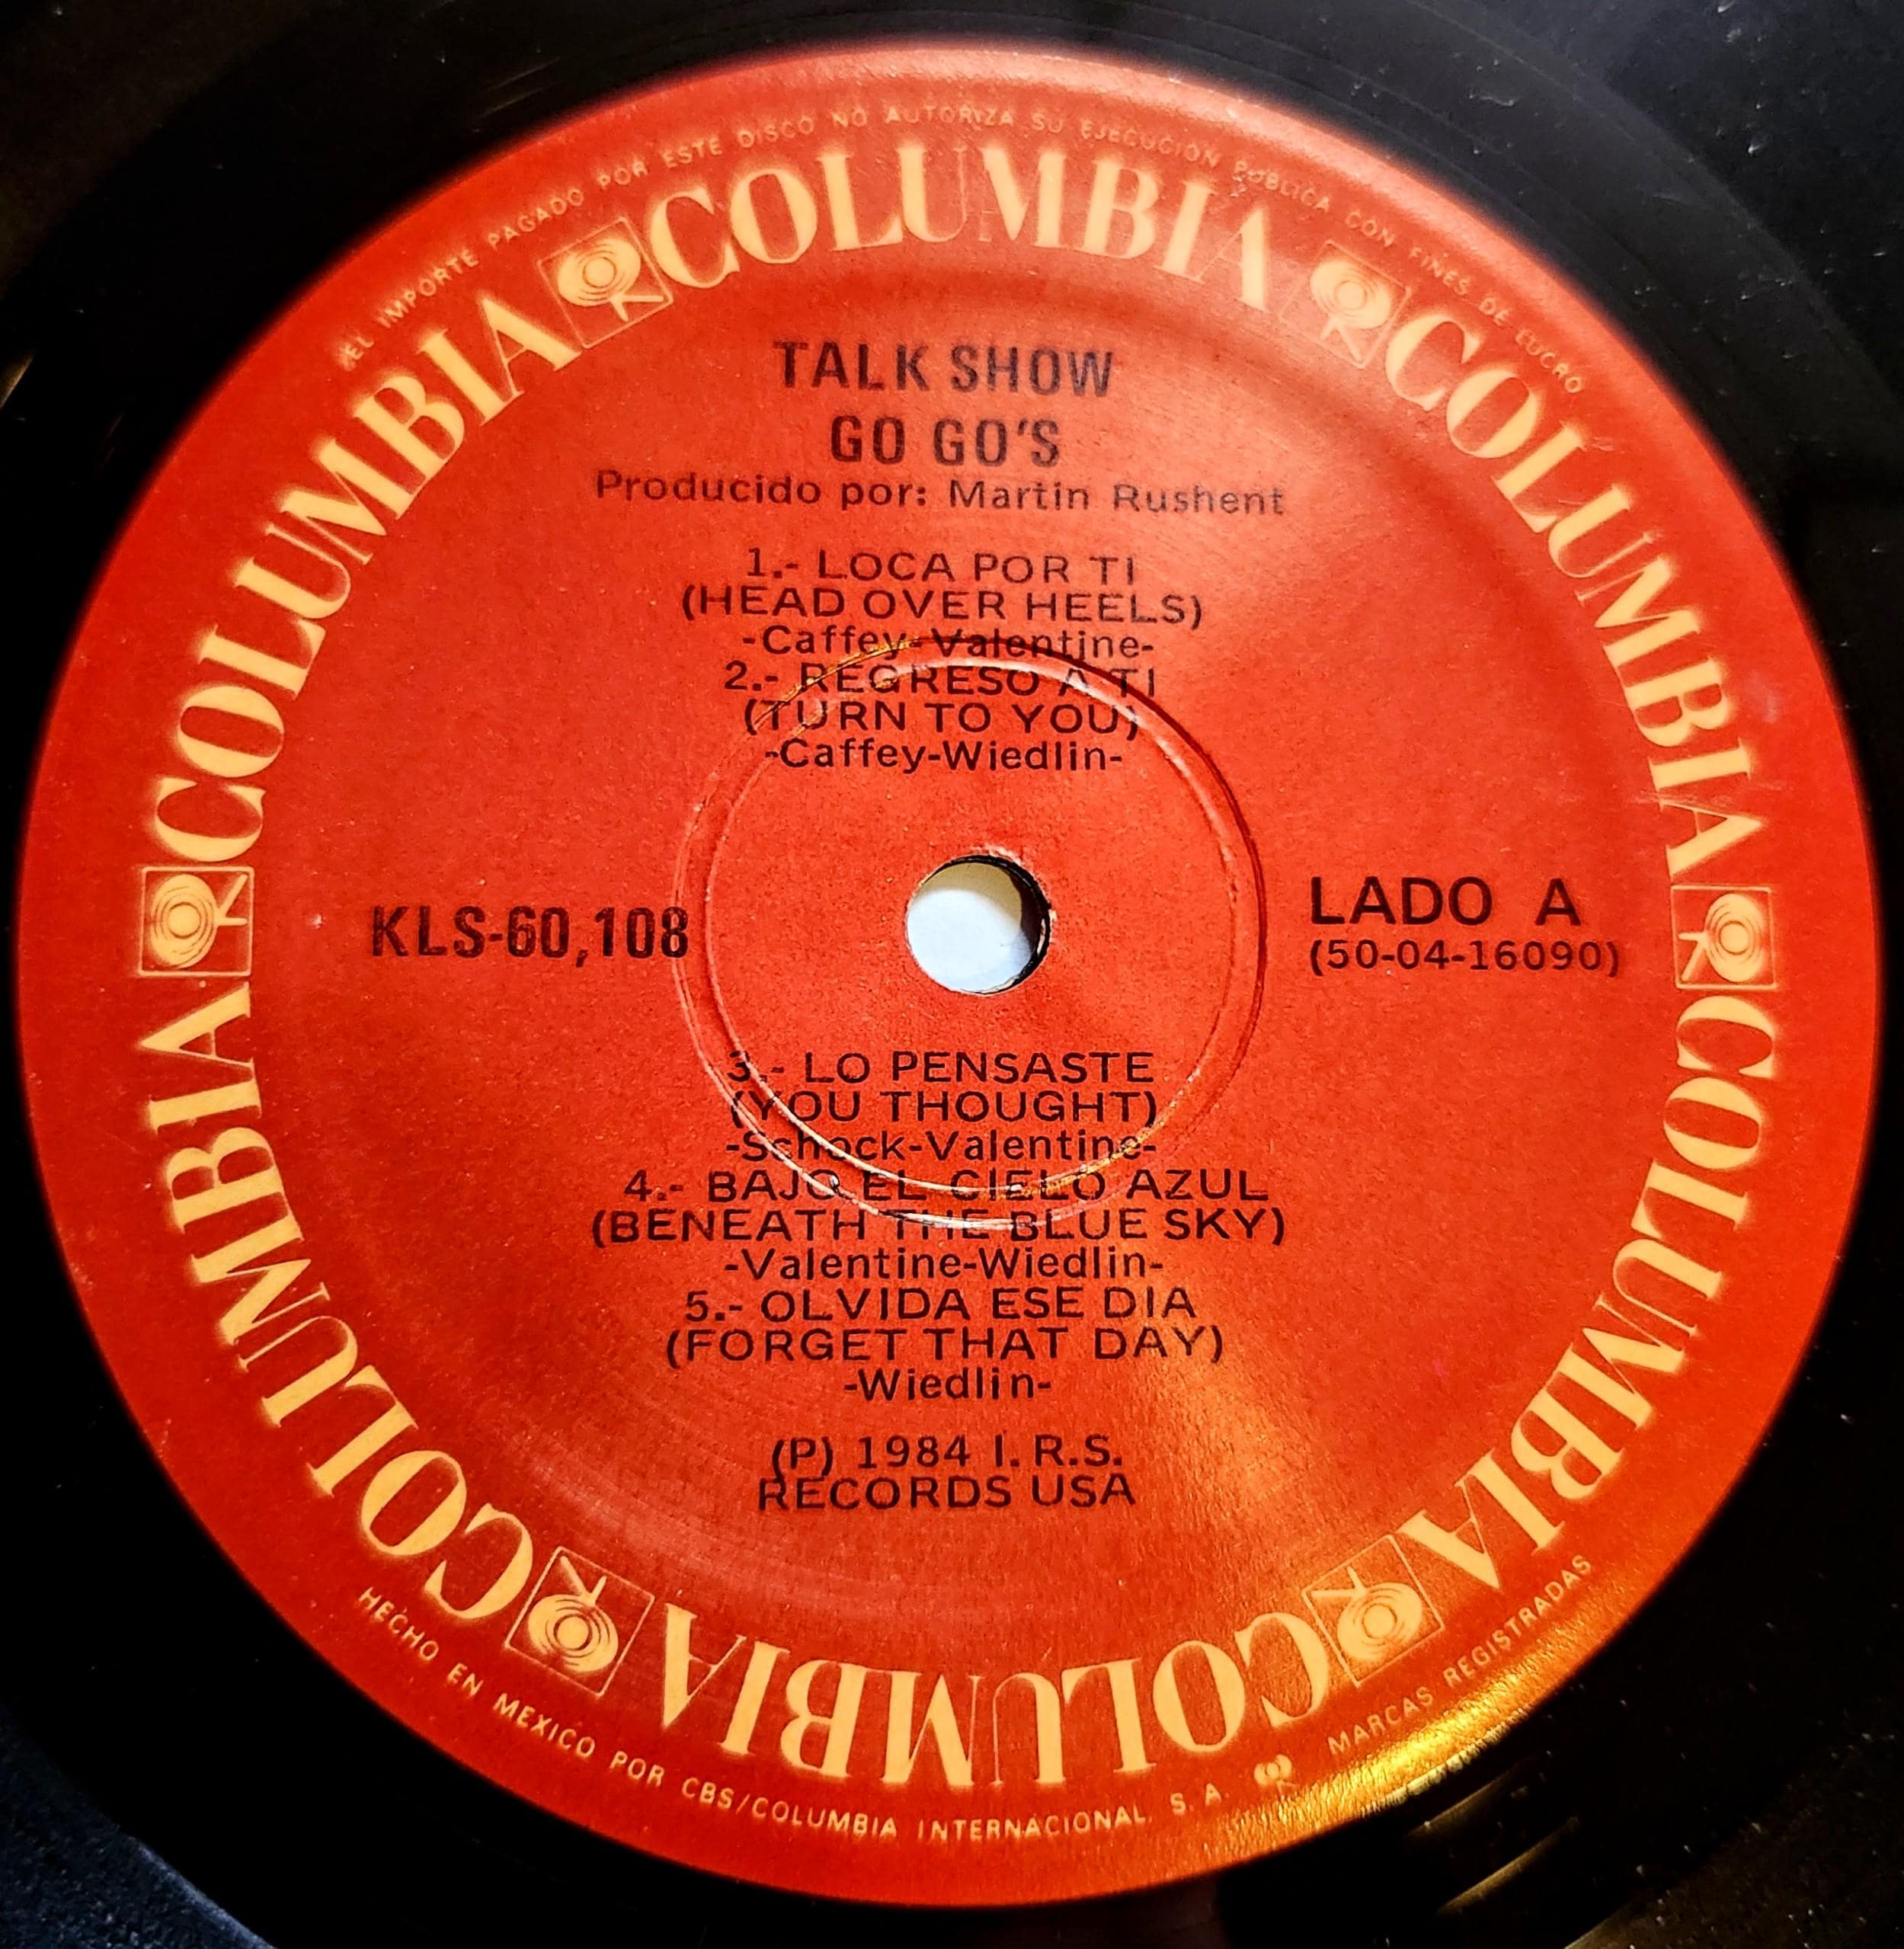 EL IMPORTE PAGADO POR ESTE DISCO NO AUTORIZA SU EJECUCION PUBLICA CON FINES DE LUCRO
COLUMBIA COLUMBIA COLUMBIA COLUMBIA COLUMBIA COLUMBIA COLUMBIA COLUMBIA
TALK SHOW
GO GO'S
Producido por: Martin Rushent
1.- LOCA POR TI
(HEAD OVER HEELS)
-Caffey-Valentine-
2.- REGRESO A TI
(TURN TO YOU)
-Caffey-Wiedlin-
KLS-60,108
LADO A
(50-04-16090)
3.- LO PENSASTE
(YOU THOUGHT)
-Schock-Valentine-
4.- BAJO EL CIELO AZUL
(BENEATH THE BLUE SKY)
-Valentine-Wiedlin-
5.- OLVIDA ESE DIA
(FORGET THAT DAY)
-Wiedlin-
(P) 1984 I.R.S.
RECORDS USA
HECHO EN MEXICO POR CBS/COLUMBIA INTERNACIONAL, S. A. MARCAS REGISTRADAS